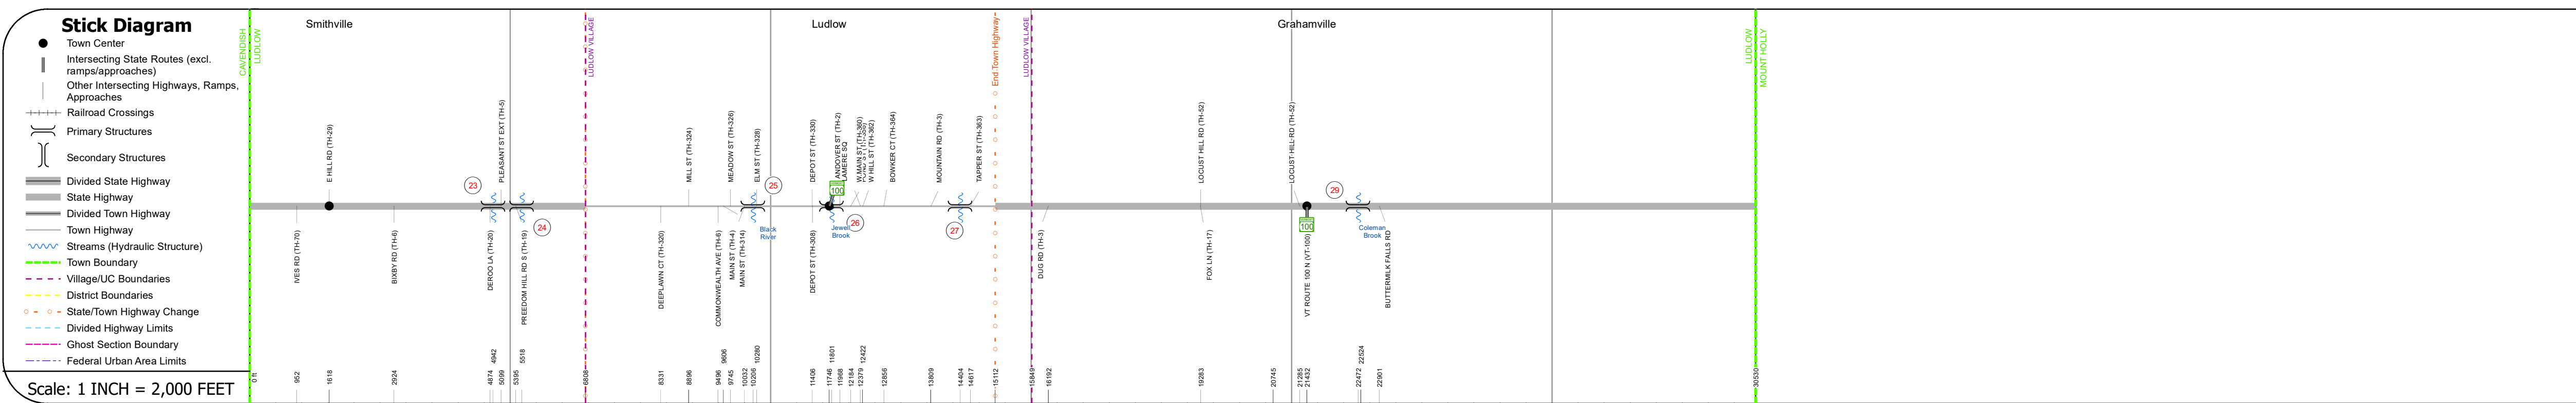 Stick Diagram
Town Center
Intersecting State Routes (excl.
ramps/approaches)
Other Intersecting Highways, Ramps,
Approaches
Railroad Crossings
Primary Structures
Secondary Structures
Divided State Highway
State Highway
Divided Town Highway
Town Highway
Streams (Hydraulic Structure)
Town Boundary
Village/UC Boundaries
District Boundaries
State/Town Highway Change
Divided Highway Limits
Ghost Section Boundary
Federal Urban Area Limits
Scale: 1 INCH = 2,000 FEET
Smithville
Ludlow
Grahamville
CAVENDISH
LUDLOW
LUDLOW VILLAGE
End-Town Highway
LUDLOW VILLAGE
LUDLOW
MOUNT HOLLY
E HILL RD (TH-29)
PLEASANT ST EXT (TH-5)
MILL ST (TH-324)
MEADOW ST (TH-326)
ELM ST (TH-328)
DEPOT ST (TH-330)
ANDOVER ST (TH-2)
LAMERE SQ
W MAIN ST (TH-360)
W HILL ST (TH-362)
BOWKER CT (TH-364)
MOUNTAIN RD (TH-3)
TAPPER ST (TH-363)
LOCUST HILL RD (TH-52)
LOCUST-HILL-RD (TH-52)
23
24
25
26
27
29
100
100
Black
River
Jewell
Brook
Coleman
Brook
IVES RD (TH-70)
BIXBY RD (TH-6)
DEROO LA (TH-20)
PREEDOM HILL RD S (TH-19)
DEEPLAWN CT (TH-320)
COMMONWEALTH AVE (TH-6)
MAIN ST (TH-4)
MAIN ST (TH-314)
DEPOT ST (TH-308)
DUG RD (TH-3)
FOX LN (TH-17)
VT ROUTE 100 N (VT-100)
BUTTERMILK FALLS RD
0 ft
952
1618
2924
4874
4942
5099
5395
5518
6808
8331
8896
9496
9606
9745
10032
10206
10280
11406
11746
11801
11968
12184
12379
12422
12856
13809
14404
14617
15112
15849
16192
19283
20745
21285
21432
22472
22524
22901
30530